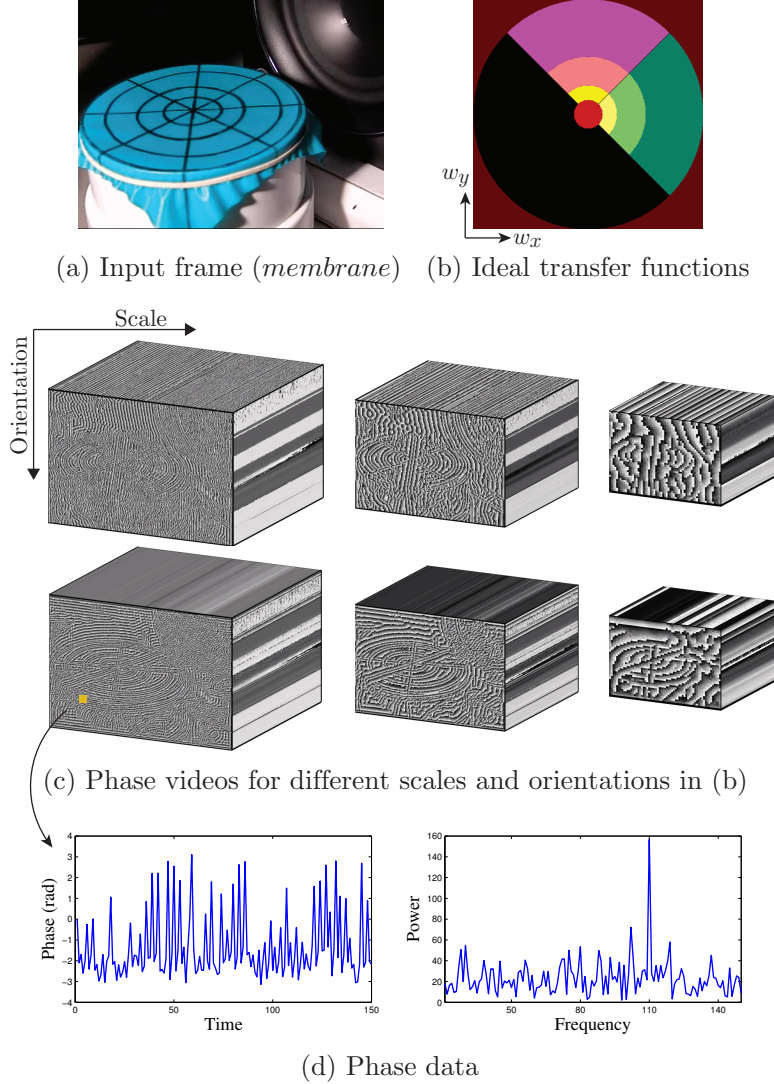 w_y
w_x
(a) Input frame (membrane)
(b) Ideal transfer functions
Scale
Orientation
(c) Phase videos for different scales and orientations in (b)
Phase (rad)
4
3
2
1
0
−1
−2
−3
−4
0
50
100
150
Time
Power
160
140
120
100
80
60
40
20
0
50
80
110
140
Frequency
(d) Phase data